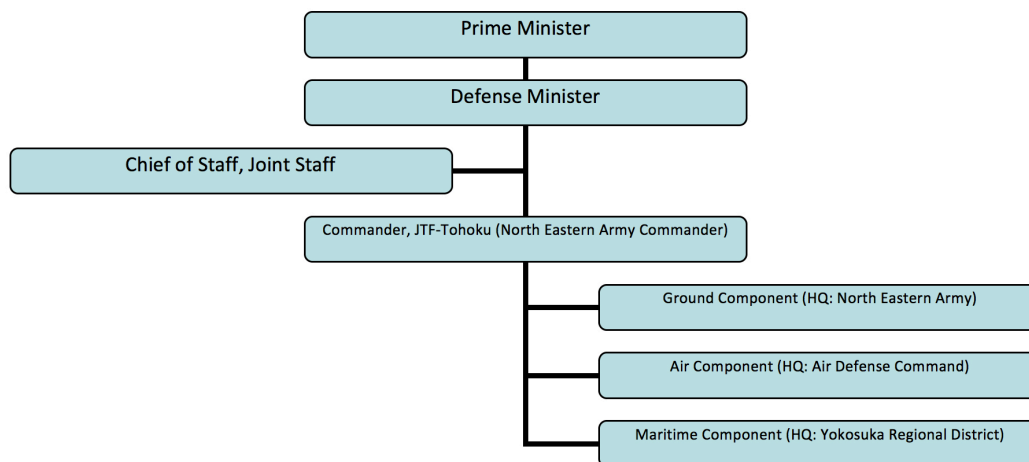 Prime Minister
Defense Minister
Chief of Staff, Joint Staff
Commander, JTF-Tohoku (North Eastern Army Commander)
Ground Component (HQ: North Eastern Army)
Air Component (HQ: Air Defense Command)
Maritime Component (HQ: Yokosuka Regional District)